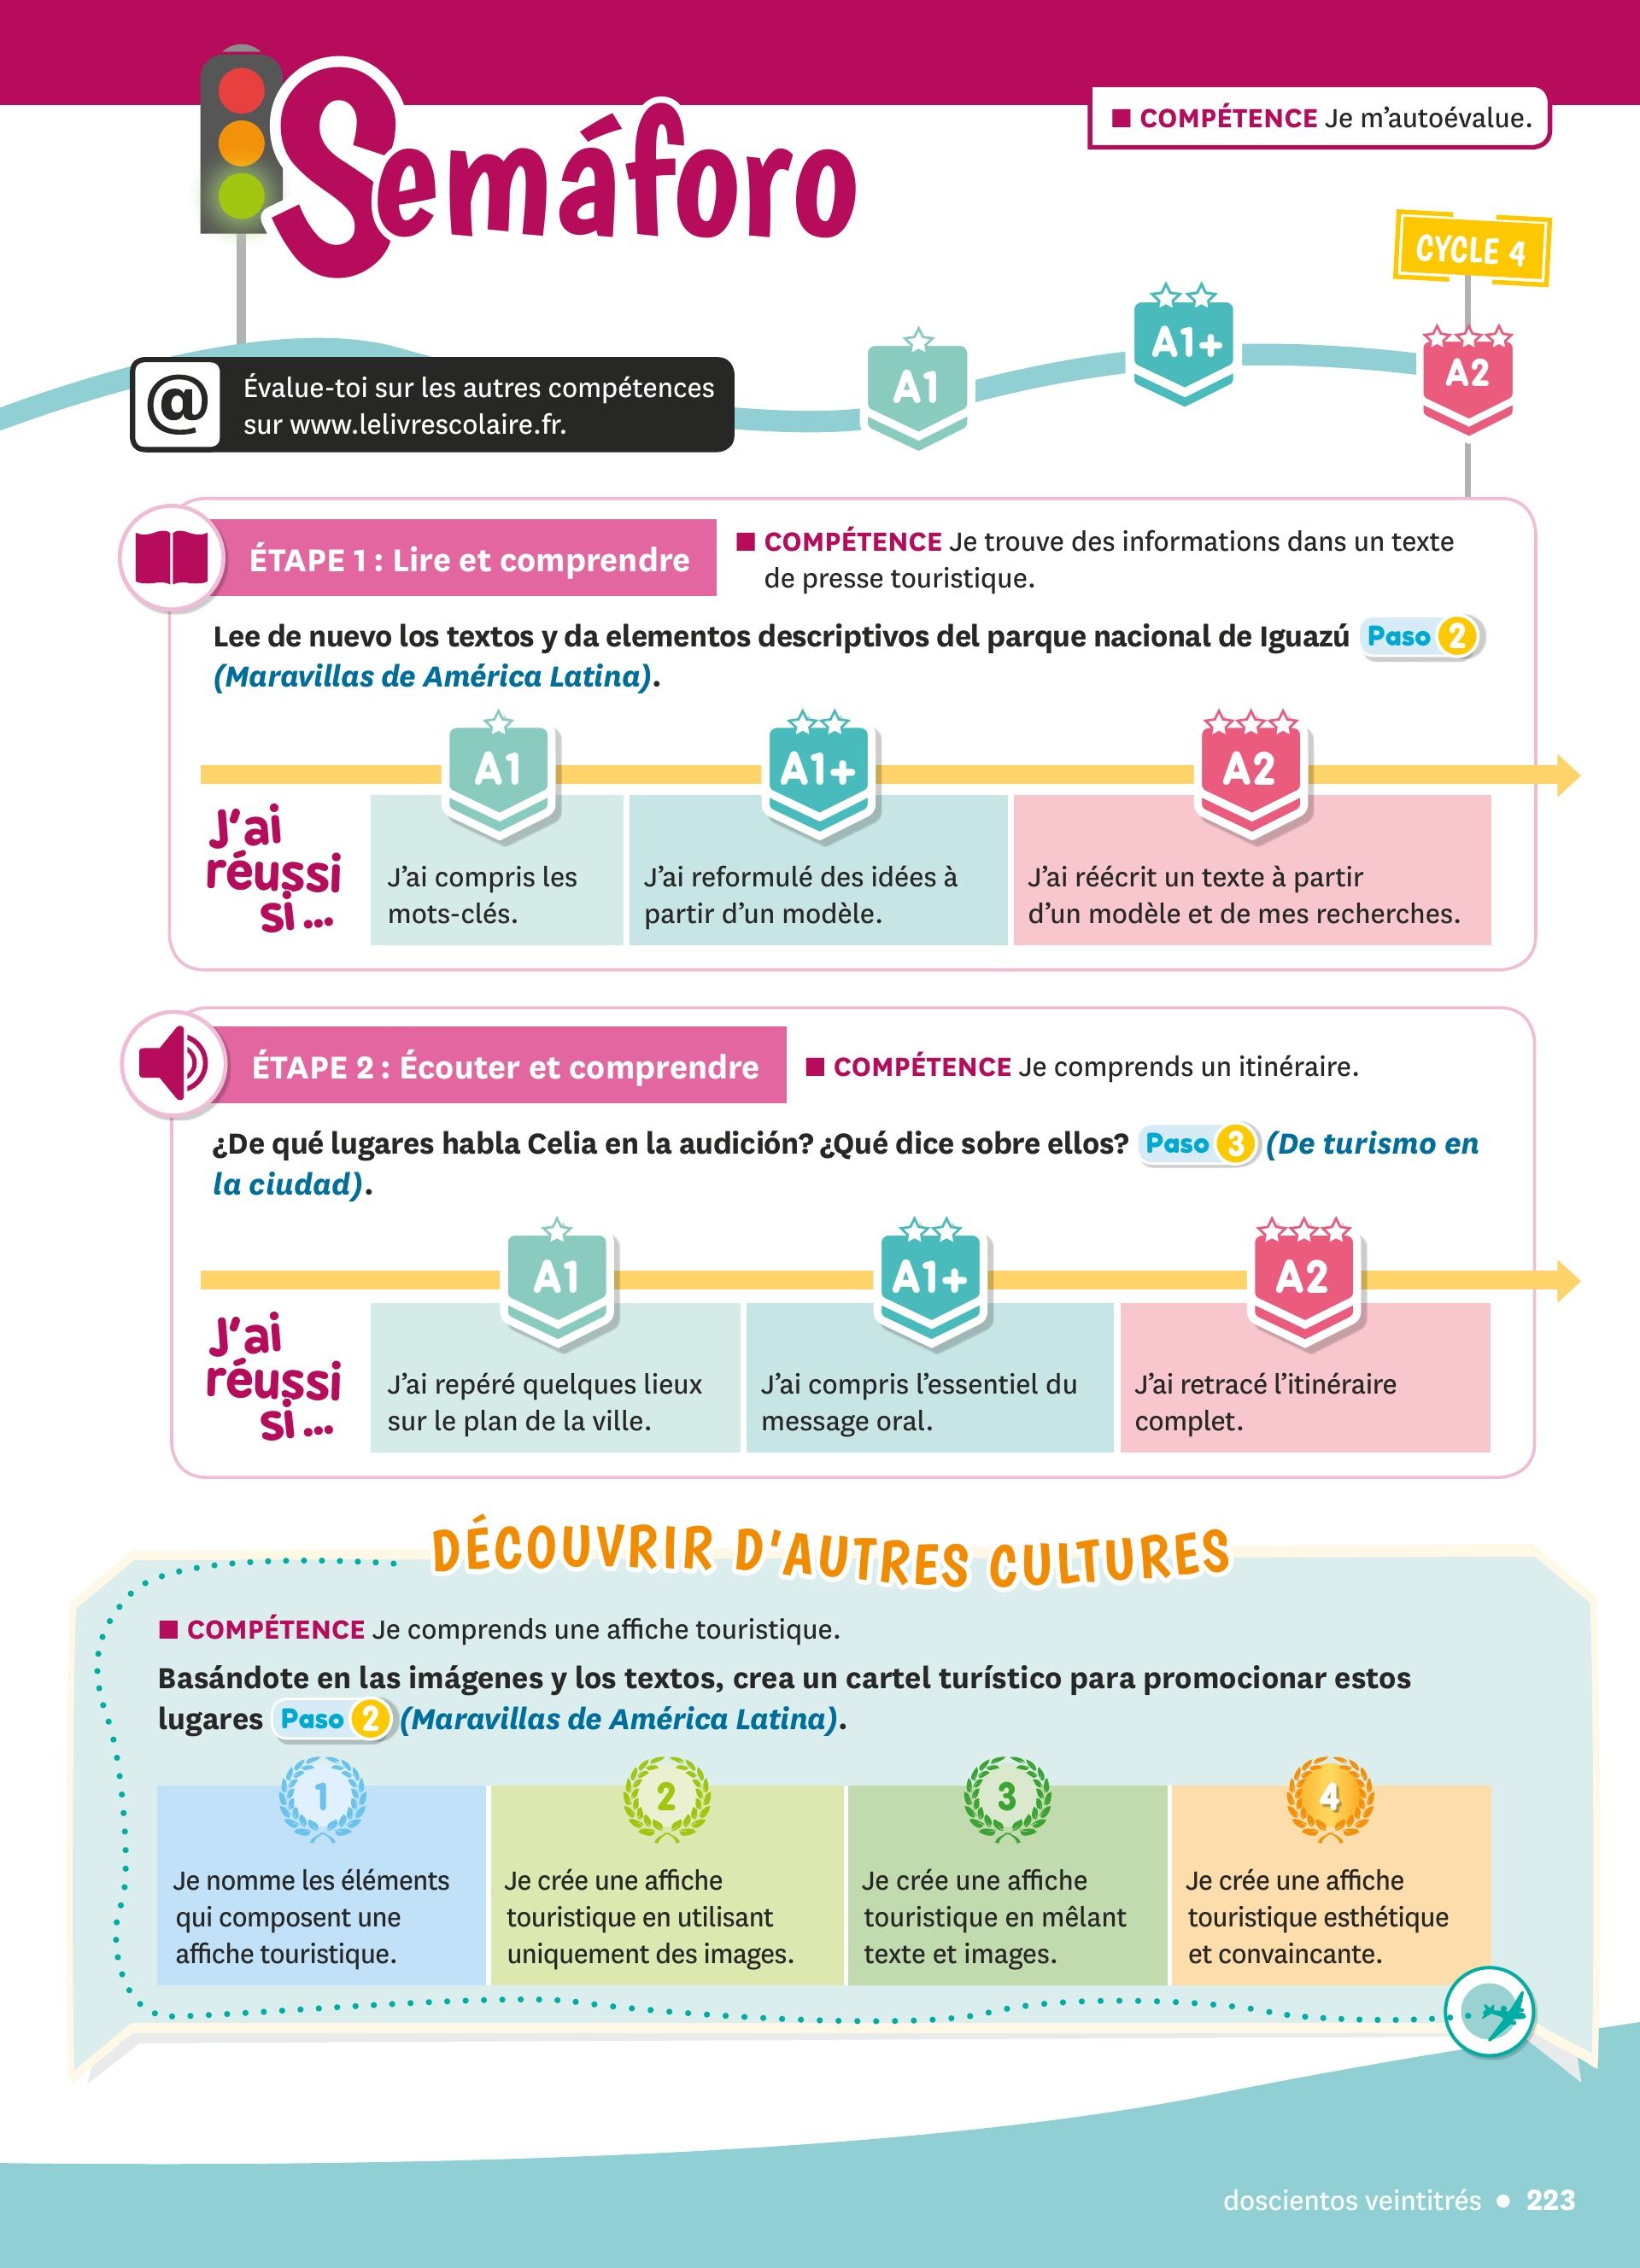 Semáforo
■ COMPÉTENCE Je m’autoévalue.
CYCLE 4
@
Évalue-toi sur les autres compétences
sur www.lelivrescolaire.fr.
A1
A1+
A2
ÉTAPE 1 : Lire et comprendre
■ COMPÉTENCE Je trouve des informations dans un texte
de presse touristique.
Lee de nuevo los textos y da elementos descriptivos del parque nacional de Iguazú Paso 2
(Maravillas de América Latina).
A1
A1+
A2
J’ai
réussi
si ...
J’ai compris les
mots-clés.
J’ai reformulé des idées à
partir d’un modèle.
J’ai réécrit un texte à partir
d’un modèle et de mes recherches.
ÉTAPE 2 : Écouter et comprendre
■ COMPÉTENCE Je comprends un itinéraire.
¿De qué lugares habla Celia en la audición? ¿Qué dice sobre ellos? Paso 3 (De turismo en
la ciudad).
A1
A1+
A2
J’ai
réussi
si ...
J’ai repéré quelques lieux
sur le plan de la ville.
J’ai compris l’essentiel du
message oral.
J’ai retracé l’itinéraire
complet.
DÉCOUVRIR D’AUTRES CULTURES
■ COMPÉTENCE Je comprends une affiche touristique.
Basándote en las imágenes y los textos, crea un cartel turístico para promocionar estos
lugares Paso 2 (Maravillas de América Latina).
1
Je nomme les éléments
qui composent une
affiche touristique.
2
Je crée une affiche
touristique en utilisant
uniquement des images.
3
Je crée une affiche
touristique en mêlant
texte et images.
4
Je crée une affiche
touristique esthétique
et convaincante.
doscientos veintitrés • 223